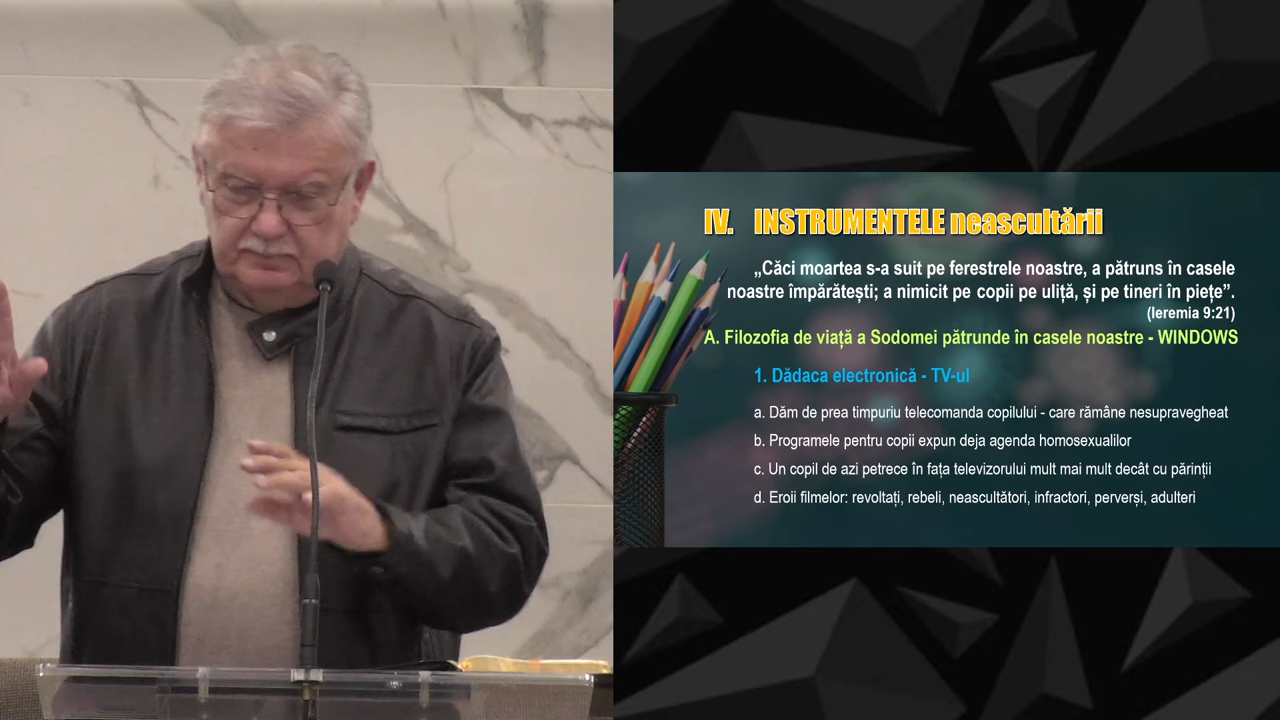 IV. INSTRUMENTELE neascultării
„Căci moartea s-a suit pe ferestrele noastre, a pătruns în casele
noastre împărătești; a nimicit pe copii pe uliță, și pe tineri în piețe”.
(Ieremia 9:21)
A. Filozofia de viață a Sodomei pătrunde în casele noastre - WINDOWS
1. Dădaca electronică - TV-ul
a. Dăm de prea timpuriu telecomanda copilului - care rămâne nesupravegheat
b. Programele pentru copii expun deja agenda homosexualilor
c. Un copil de azi petrece în fața televizorului mult mai mult decât cu părinții
d. Eroii filmelor: revoltați, rebeli, neascultători, infractori, perverși, adulteri